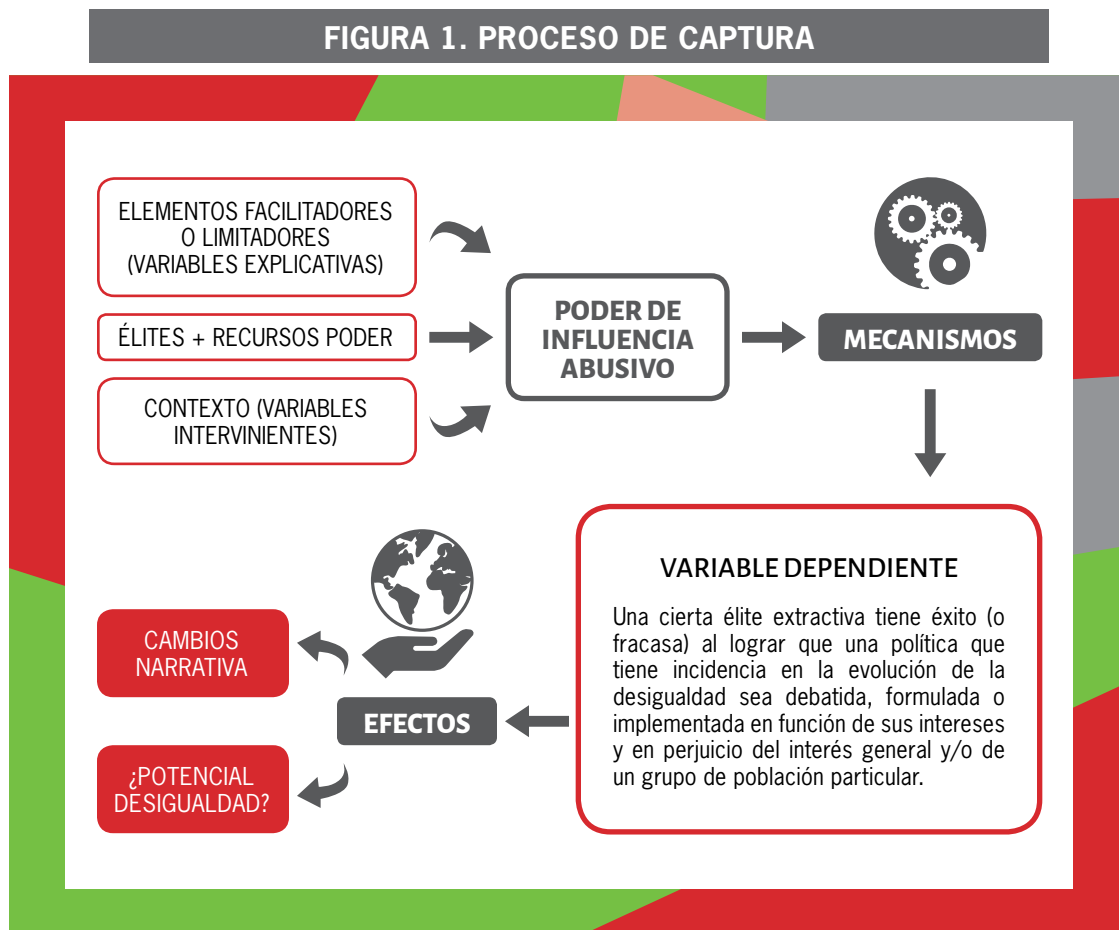 FIGURA 1. PROCESO DE CAPTURA
ELEMENTOS FACILITADORES
O LIMITADORES
(VARIABLES EXPLICATIVAS)
ÉLITES + RECURSOS PODER
CONTEXTO (VARIABLES
INTERVINIENTES)
PODER DE
INFLUENCIA
ABUSIVO
MECANISMOS
VARIABLE DEPENDIENTE
Una cierta élite extractiva tiene éxito (o
fracasa) al lograr que una política que
tiene incidencia en la evolución de la
desigualdad sea debatida, formulada o
implementada en función de sus intereses
y en perjuicio del interés general y/o de
un grupo de población particular.
EFECTOS
CAMBIOS
NARRATIVA
¿POTENCIAL
DESIGUALDAD?